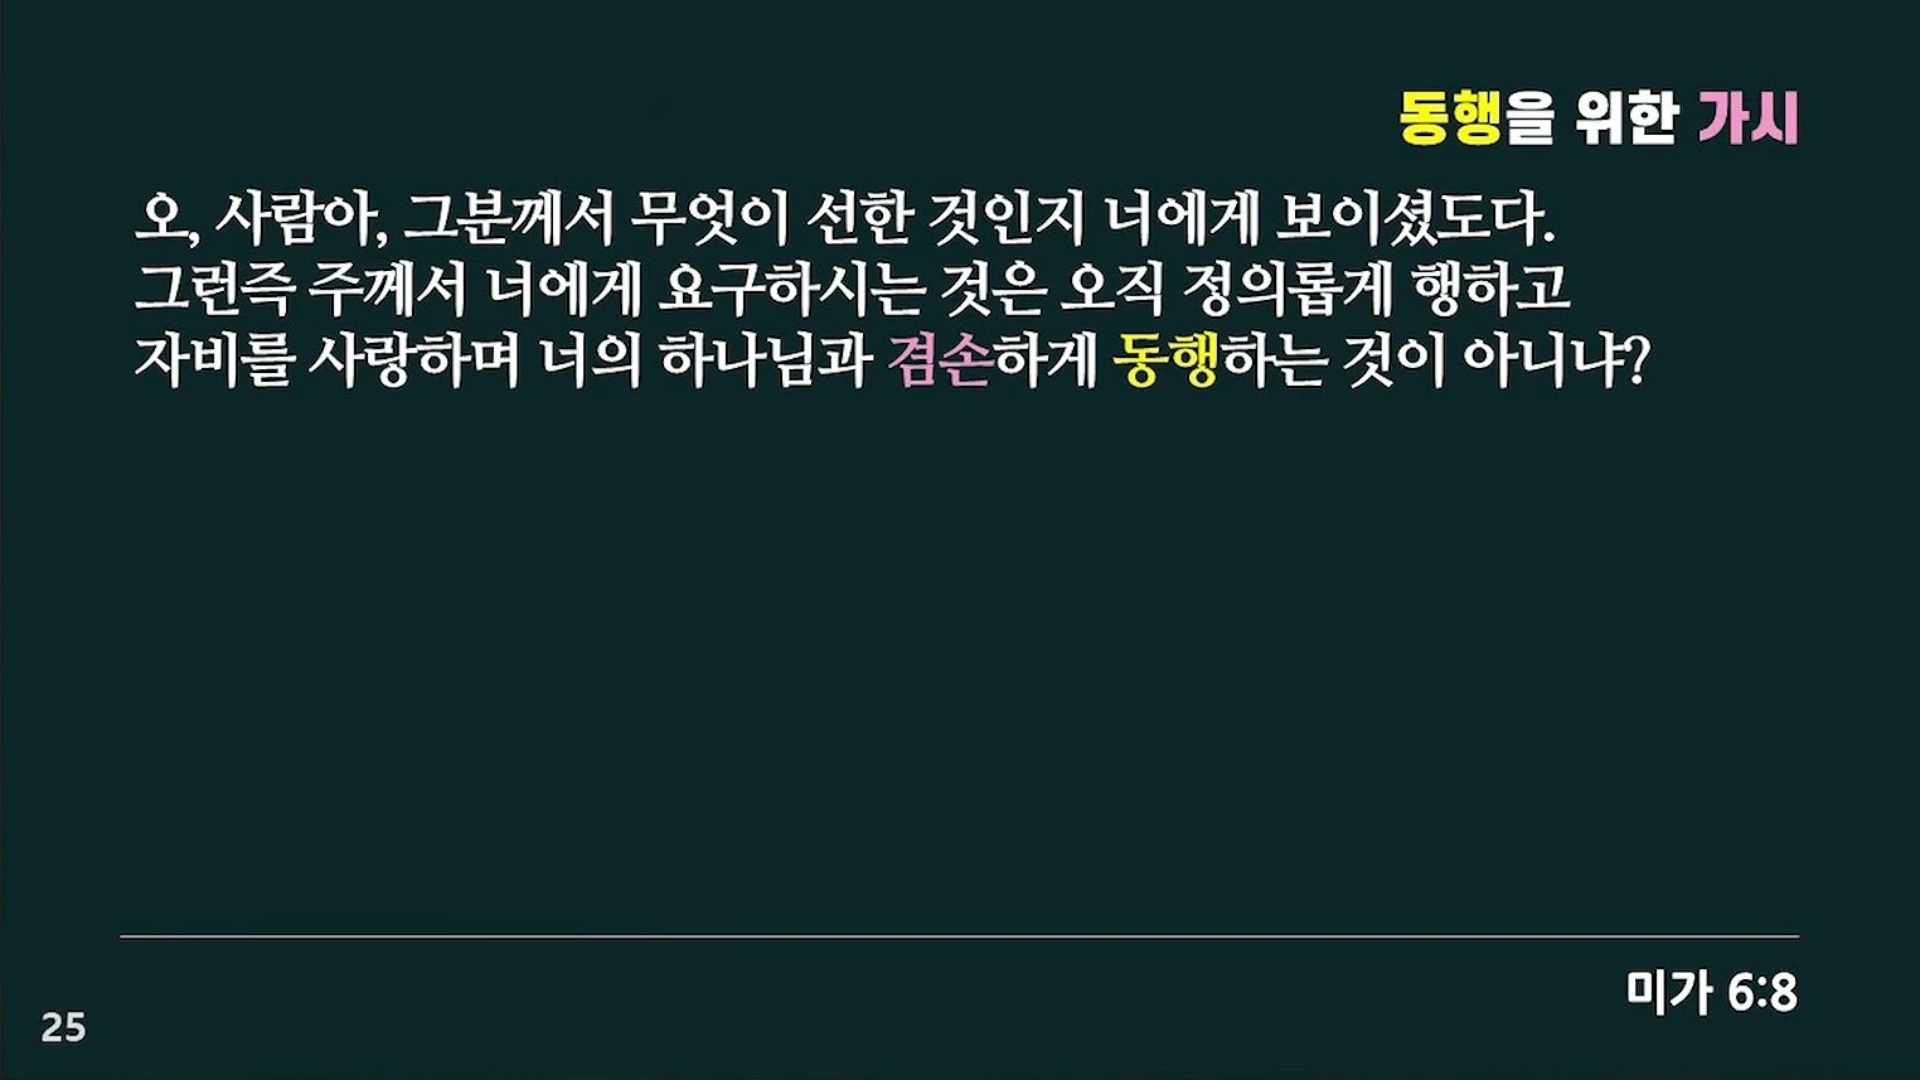 동행을 위한 가시
오, 사람아, 그분께서 무엇이 선한 것인지 너에게 보이셨도다.
그런즉 주께서 너에게 요구하시는 것은 오직 정의롭게 행하고
자비를 사랑하며 너의 하나님과 겸손하게 동행하는 것이 아니냐?
미가 6:8
25